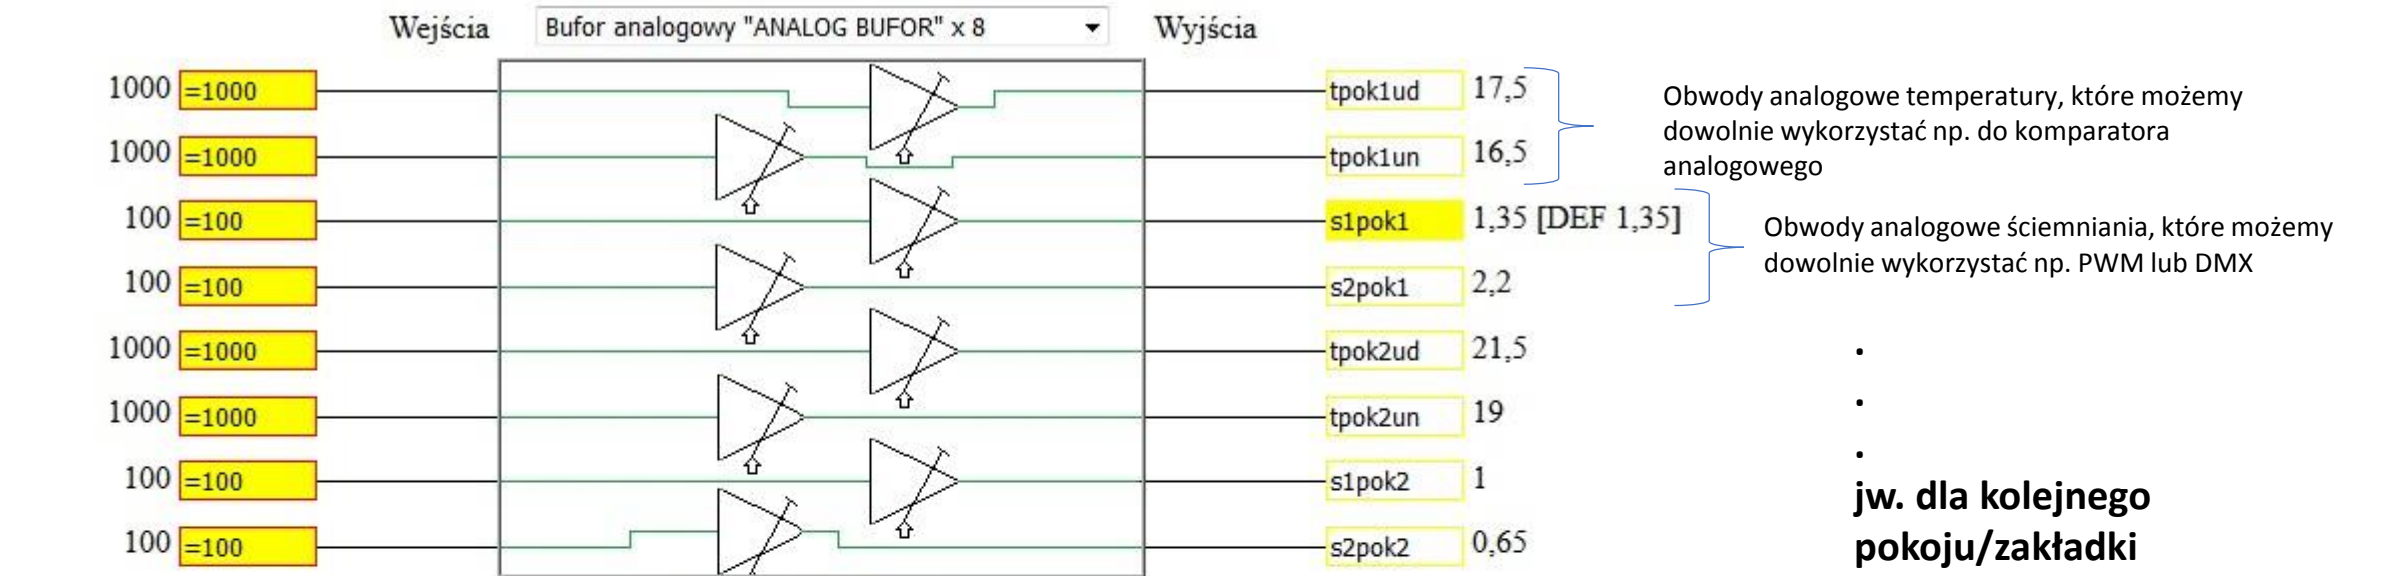 Wejścia Bufor analogowy "ANALOG BUFOR" x 8 Wyjścia
1000 =1000 tpok1ud 17,5
1000 =1000 tpok1un 16,5
Obwody analogowe temperatury, które możemy
dowolnie wykorzystać np. do komparatora
analogowego
100 =100 s1pok1 1,35 [DEF 1,35]
100 =100 s2pok1 2,2
Obwody analogowe ściemniania, które możemy
dowolnie wykorzystać np. PWM lub DMX
1000 =1000 tpok2ud 21,5
1000 =1000 tpok2un 19
100 =100 s1pok2 1
100 =100 s2pok2 0,65
.
.
.
jw. dla kolejnego
pokoju/zakładki